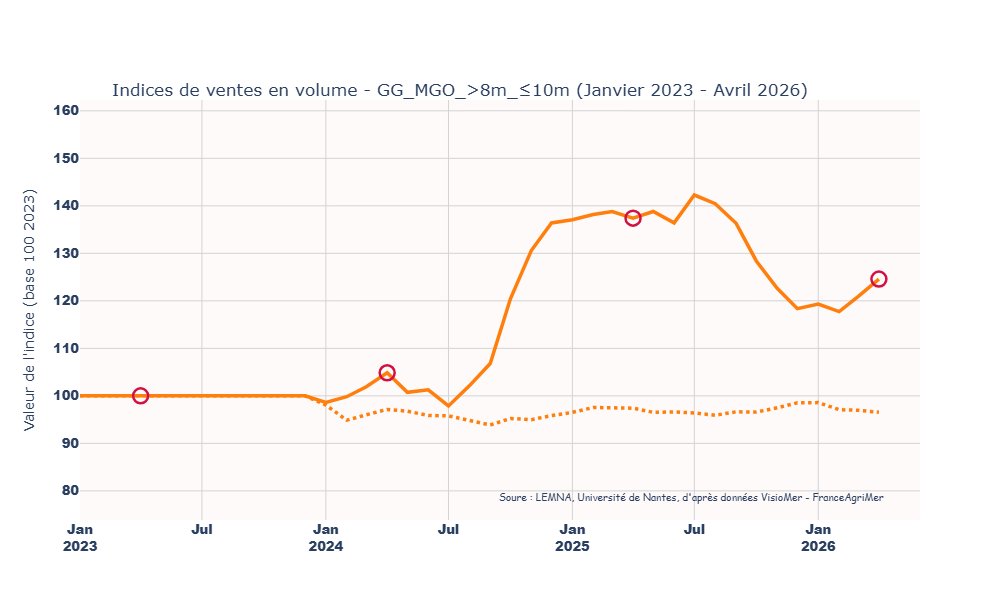 Indices de ventes en volume - GG_MGO_>8m_≤10m (Janvier 2023 - Avril 2026)
Valeur de l'indice (base 100 2023)
160
150
140
130
120
110
100
90
80
Soure : LEMNA, Université de Nantes, d'après données VisioMer - FranceAgriMer
Jan Jul Jan Jul Jan Jul Jan
2023 2024 2025 2026